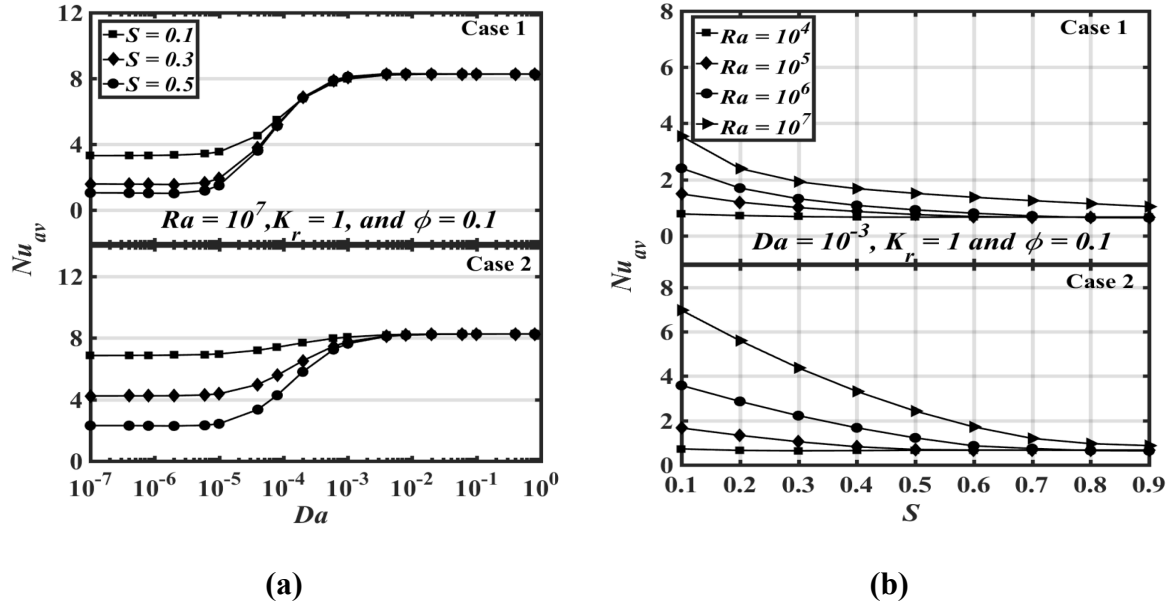 12
8
4
0
Nu_av
Case 1
S = 0.1
S = 0.3
S = 0.5
Ra = 10^7, K_r = 1, and ϕ = 0.1
12
8
4
0
Case 2
10^-7 10^-6 10^-5 10^-4 10^-3 10^-2 10^-1 10^0
Da
(a)
8
6
4
2
0
Nu_av
Case 1
Ra = 10^4
Ra = 10^5
Ra = 10^6
Ra = 10^7
Da = 10^-3, K_r = 1 and ϕ = 0.1
8
6
4
2
0
Case 2
0.1 0.2 0.3 0.4 0.5 0.6 0.7 0.8 0.9
S
(b)